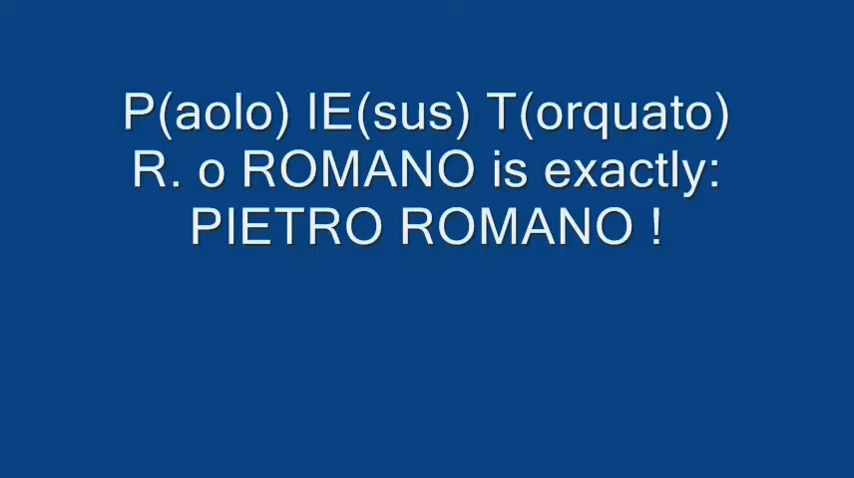 P(aolo) IE(sus) T(orquato)
R. o ROMANO is exactly:
PIETRO ROMANO !